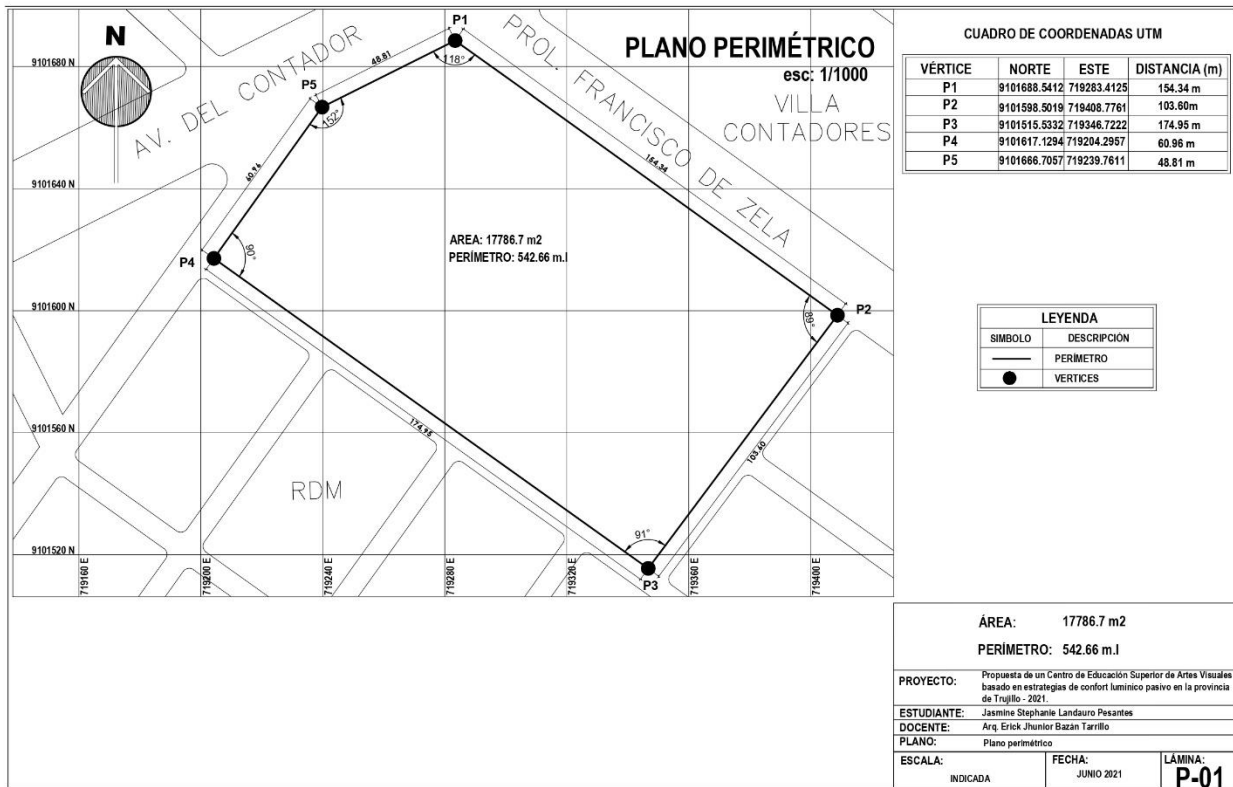 N
AV. DEL CONTADOR
P1
PROL. FRANCISCO DE ZELA
PLANO PERIMÉTRICO
esc: 1/1000
VILLA
CONTADORES
9101680 N
9101640 N
9101600 N
9101560 N
9101520 N
48.81
118°
P5
152°
60.96
154.34
P4
90°
AREA: 17786.7 m2
PERÍMETRO: 542.66 m.l
P2
89°
174.95
103.60
RDM
91°
P3
719160 E
719200 E
719240 E
719280 E
719320 E
719360 E
719400 E
CUADRO DE COORDENADAS UTM
VÉRTICE NORTE ESTE DISTANCIA (m)
P1 9101688.5412 719283.4125 154.34 m
P2 9101598.5019 719408.7761 103.60m
P3 9101515.5332 719346.7222 174.95 m
P4 9101617.1294 719204.2957 60.96 m
P5 9101666.7057 719239.7611 48.81 m
LEYENDA
SIMBOLO DESCRIPCIÓN
PERÍMETRO
VERTICES
ÁREA: 17786.7 m2
PERÍMETRO: 542.66 m.l
PROYECTO: Propuesta de un Centro de Educación Superior de Artes Visuales
basado en estrategias de confort lumínico pasivo en la provincia
de Trujillo - 2021.
ESTUDIANTE: Jasmine Stephanie Landauro Pesantes
DOCENTE: Arq. Erick Jhunior Bazán Tarrillo
PLANO: Plano perimétrico
ESCALA: FECHA: LÁMINA:
INDICADA JUNIO 2021 P-01